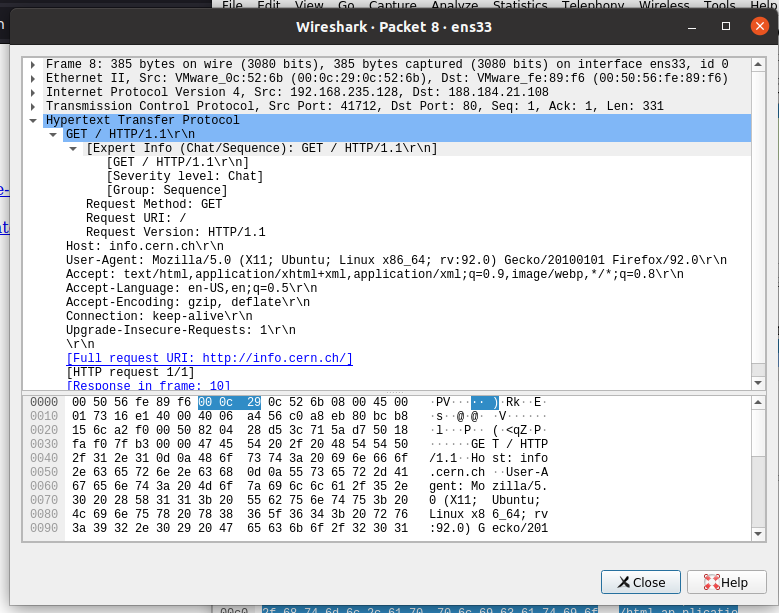 File Edit View Go Capture Analyze Statistics Telephony Wireless Tools Help
Wireshark · Packet 8 · ens33
Frame 8: 385 bytes on wire (3080 bits), 385 bytes captured (3080 bits) on interface ens33, id 0
Ethernet II, Src: VMware_0c:52:6b (00:0c:29:0c:52:6b), Dst: VMware_fe:89:f6 (00:50:56:fe:89:f6)
Internet Protocol Version 4, Src: 192.168.235.128, Dst: 188.184.21.108
Transmission Control Protocol, Src Port: 41712, Dst Port: 80, Seq: 1, Ack: 1, Len: 331
Hypertext Transfer Protocol
GET / HTTP/1.1\r\n
[Expert Info (Chat/Sequence): GET / HTTP/1.1\r\n]
[GET / HTTP/1.1\r\n]
[Severity level: Chat]
[Group: Sequence]
Request Method: GET
Request URI: /
Request Version: HTTP/1.1
Host: info.cern.ch\r\n
User-Agent: Mozilla/5.0 (X11; Ubuntu; Linux x86_64; rv:92.0) Gecko/20100101 Firefox/92.0\r\n
Accept: text/html,application/xhtml+xml,application/xml;q=0.9,image/webp,*/*;q=0.8\r\n
Accept-Language: en-US,en;q=0.5\r\n
Accept-Encoding: gzip, deflate\r\n
Connection: keep-alive\r\n
Upgrade-Insecure-Requests: 1\r\n
\r\n
[Full request URI: http://info.cern.ch/]
[HTTP request 1/1]
[Response in frame: 10]
0000 00 50 56 fe 89 f6 00 0c 29 0c 52 6b 08 00 45 00 ·PV·····)·Rk··E·
0010 01 73 16 e1 40 00 40 06 a4 56 c0 a8 eb 80 bc b8 ·s··@·@··V······
0020 15 6c a2 f0 00 50 82 04 28 d5 3c 71 5a d7 50 18 ·l···P··(·<qZ·P·
0030 fa f0 7f b3 00 00 47 45 54 20 2f 20 48 54 54 50 ······GET / HTTP
0040 2f 31 2e 31 0d 0a 48 6f 73 74 3a 20 69 6e 66 6f /1.1··Host: info
0050 2e 63 65 72 6e 2e 63 68 0d 0a 55 73 65 72 2d 41 .cern.ch··User-A
0060 67 65 6e 74 3a 20 4d 6f 7a 69 6c 6c 61 2f 35 2e gent: Mozilla/5.
0070 30 20 28 58 31 31 3b 20 55 62 75 6e 74 75 3b 20 0 (X11; Ubuntu;
0080 4c 69 6e 75 78 20 78 38 36 5f 36 34 3b 20 72 76 Linux x86_64; rv
0090 3a 39 32 2e 30 29 20 47 65 63 6b 6f 2f 32 30 31 :92.0) Gecko/201
Close Help